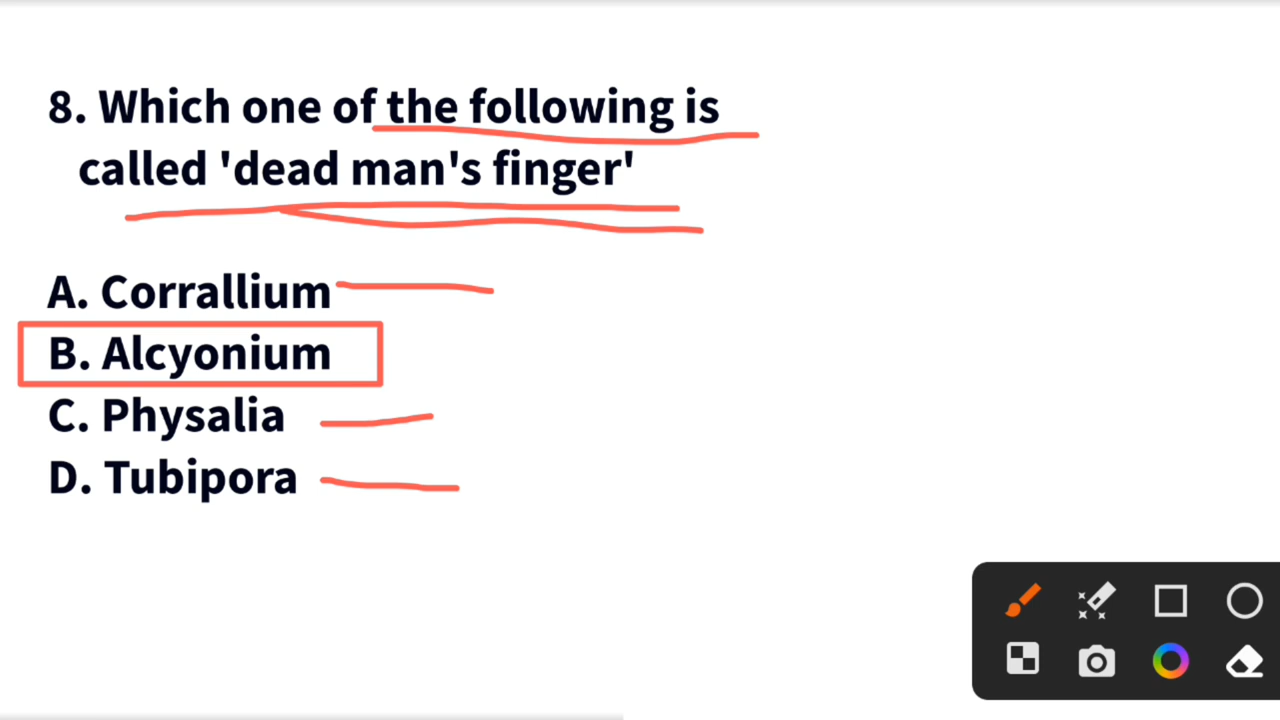 8. Which one of the following is
called 'dead man's finger'
A. Corrallium
B. Alcyonium
C. Physalia
D. Tubipora